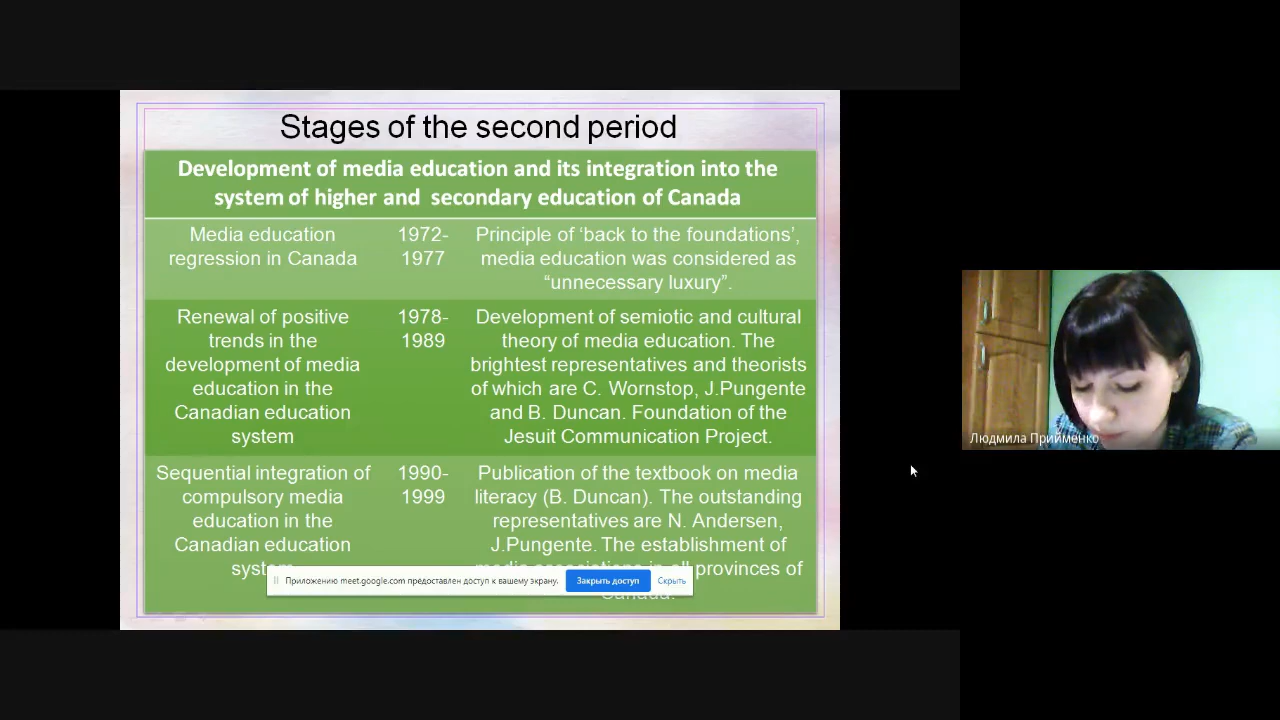 Stages of the second period
Development of media education and its integration into the
system of higher and secondary education of Canada
Media education
regression in Canada
1972-
1977
Principle of ‘back to the foundations’,
media education was considered as
“unnecessary luxury”.
Renewal of positive
trends in the
development of media
education in the
Canadian education
system
1978-
1989
Development of semiotic and cultural
theory of media education. The
brightest representatives and theorists
of which are C. Wornstop, J.Pungente
and B. Duncan. Foundation of the
Jesuit Communication Project.
Sequential integration of
compulsory media
education in the
Canadian education
system
1990-
1999
Publication of the textbook on media
literacy (B. Duncan). The outstanding
representatives are N. Andersen,
J.Pungente. The establishment of
media associations in all provinces of
Canada.
Приложению meet.google.com предоставлен доступ к вашему экрану.
Закрыть доступ
Скрыть
Людмила Прийменко